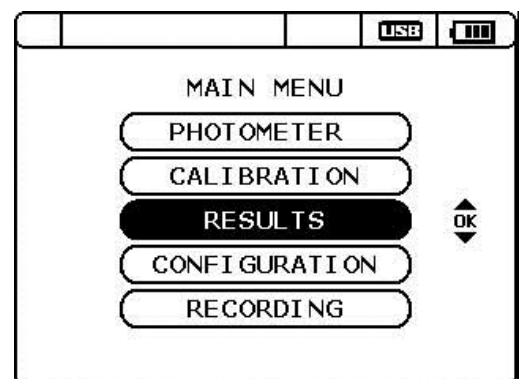 USB
MAIN MENU
PHOTOMETER
CALIBRATION
RESULTS
OK
CONFIGURATION
RECORDING